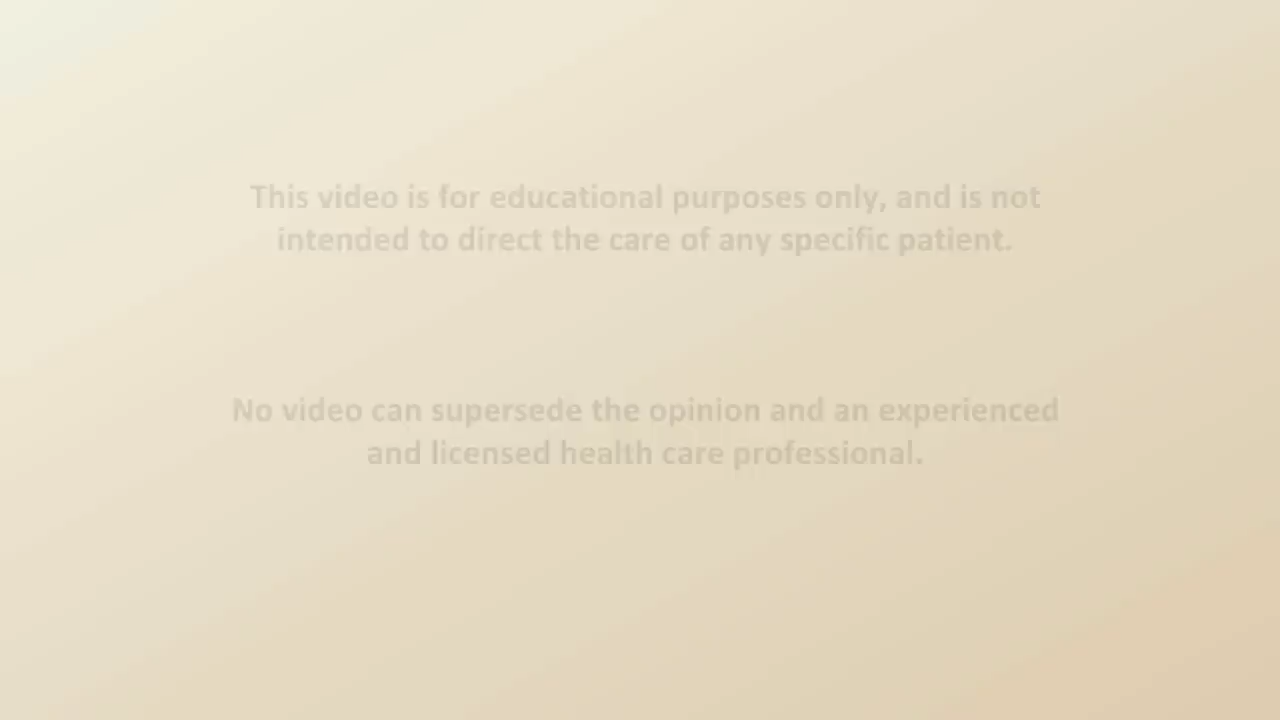 This video is for educational purposes only, and is not
intended to direct the care of any specific patient.
No video can supersede the opinion and an experienced
and licensed health care professional.